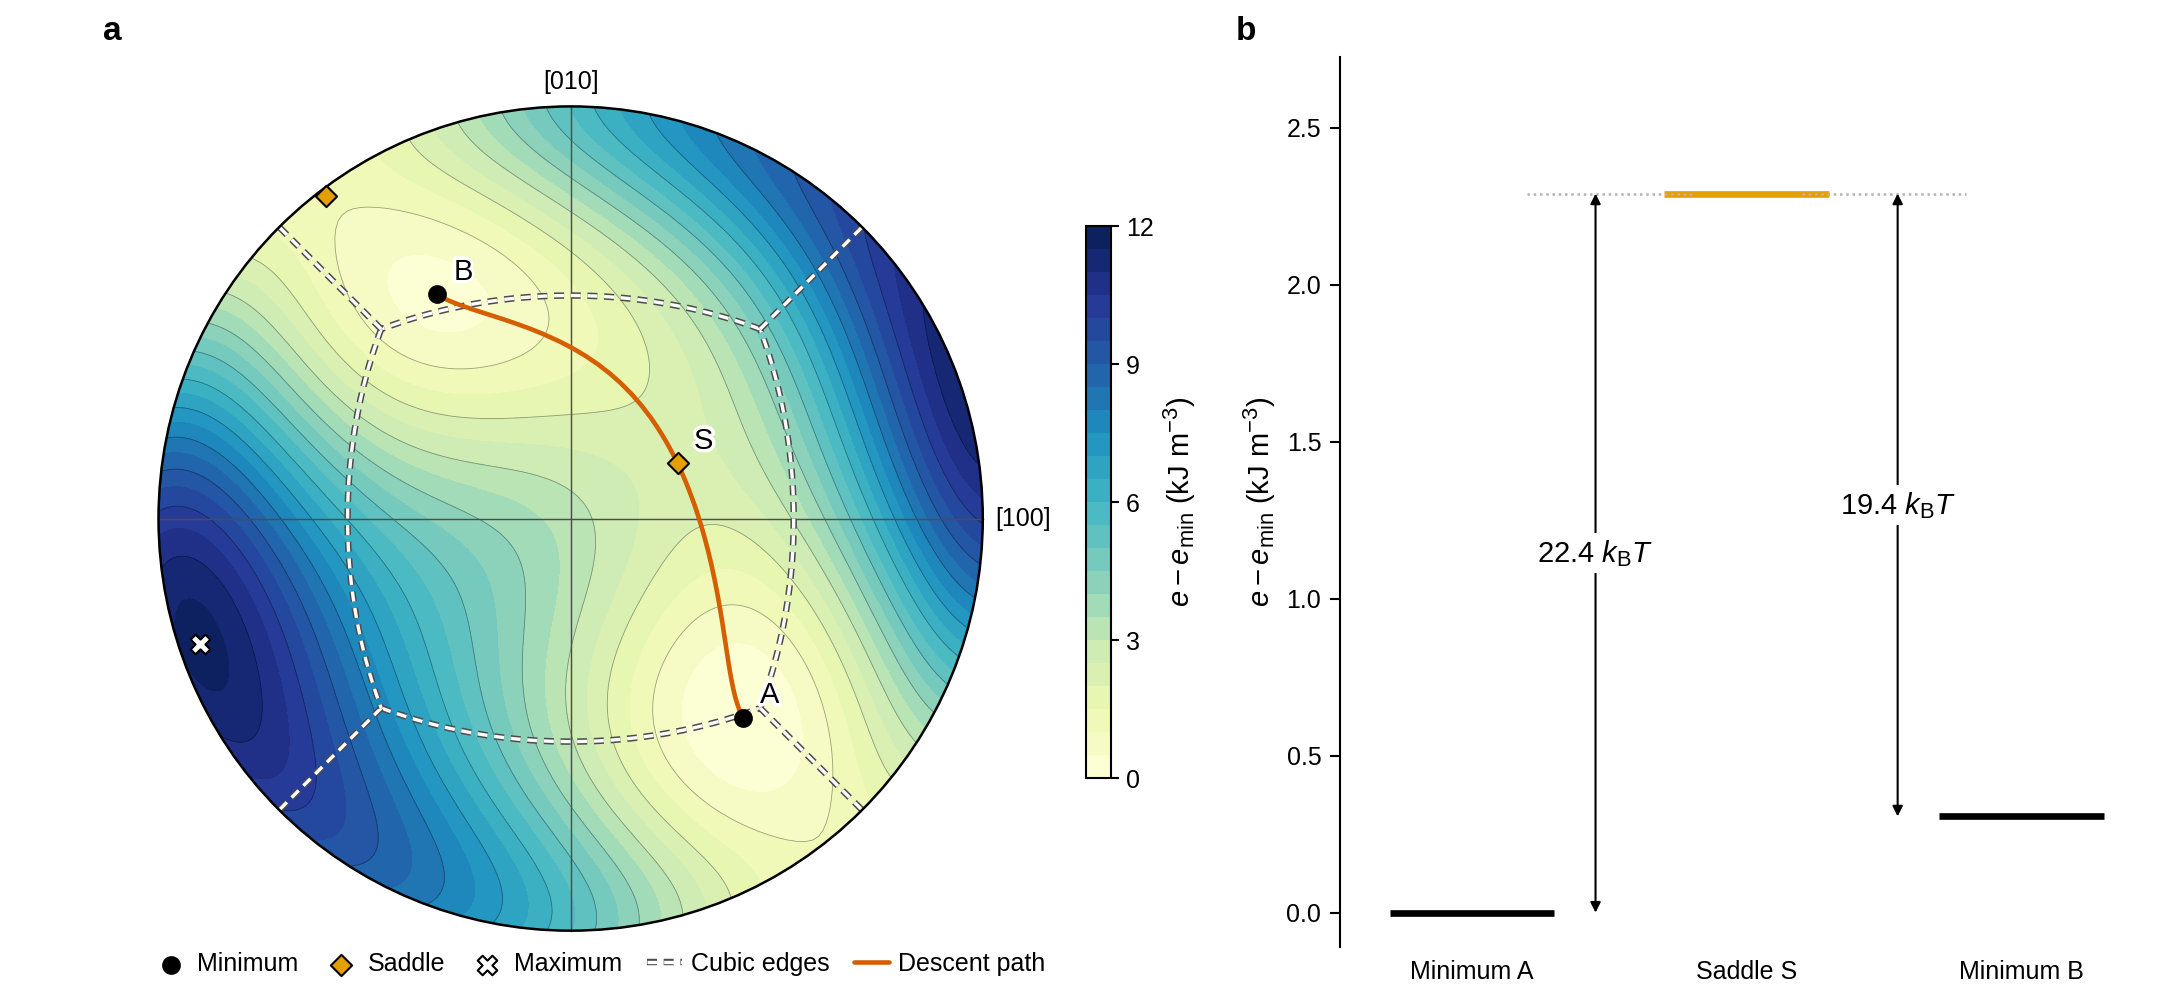 a
[010]
B
S
[100]
A
12
9
6
3
0
e − e_min (kJ m⁻³)
Minimum
Saddle
Maximum
Cubic edges
Descent path
b
e − e_min (kJ m⁻³)
2.5
2.0
1.5
1.0
0.5
0.0
22.4 k_BT
19.4 k_BT
Minimum A
Saddle S
Minimum B